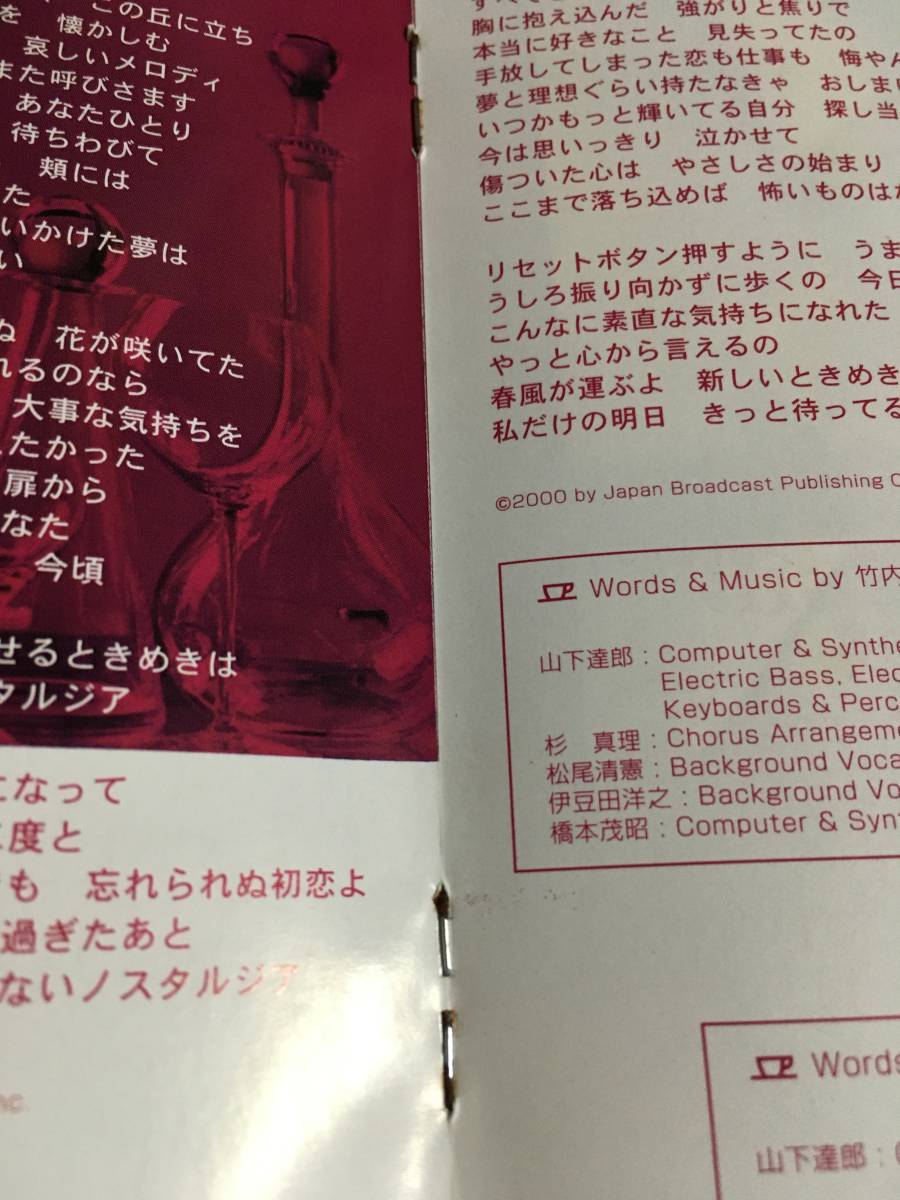 この丘に立ち
を 懐かしむ
哀しいメロディ
また呼びさます
あなたひとり
待ちわびて
頬には
た
いかけた夢は
い
ぬ 花が咲いてた
れるのなら
大事な気持ちを
たかった
扉から
なた
今頃
せるときめきは
スタルジア
になって
度と
も 忘れられぬ初恋よ
過ぎたあと
ないノスタルジア
nc.
胸に抱え込んだ 強がりと焦りで
本当に好きなこと 見失ってたの
手放してしまった恋も仕事も 悔やん
夢と理想ぐらい持たなきゃ おしま
いつかもっと輝いてる自分 探し当
今は思いっきり 泣かせて
傷ついた心は やさしさの始まり
ここまで落ち込めば 怖いものは
リセットボタン押すように うま
うしろ振り向かずに歩くの 今日
こんなに素直な気持ちになれた
やっと心から言えるの
春風が運ぶよ 新しいときめき
私だけの明日 きっと待ってる
©2000 by Japan Broadcast Publishing C
Words & Music by 竹内
山下達郎 : Computer & Synthe
Electric Bass, Elec
Keyboards & Perc
杉 真理 : Chorus Arrangeme
松尾清憲 : Background Voca
伊豆田洋之 : Background Vo
橋本茂昭 : Computer & Syn
Words
山下達郎 :